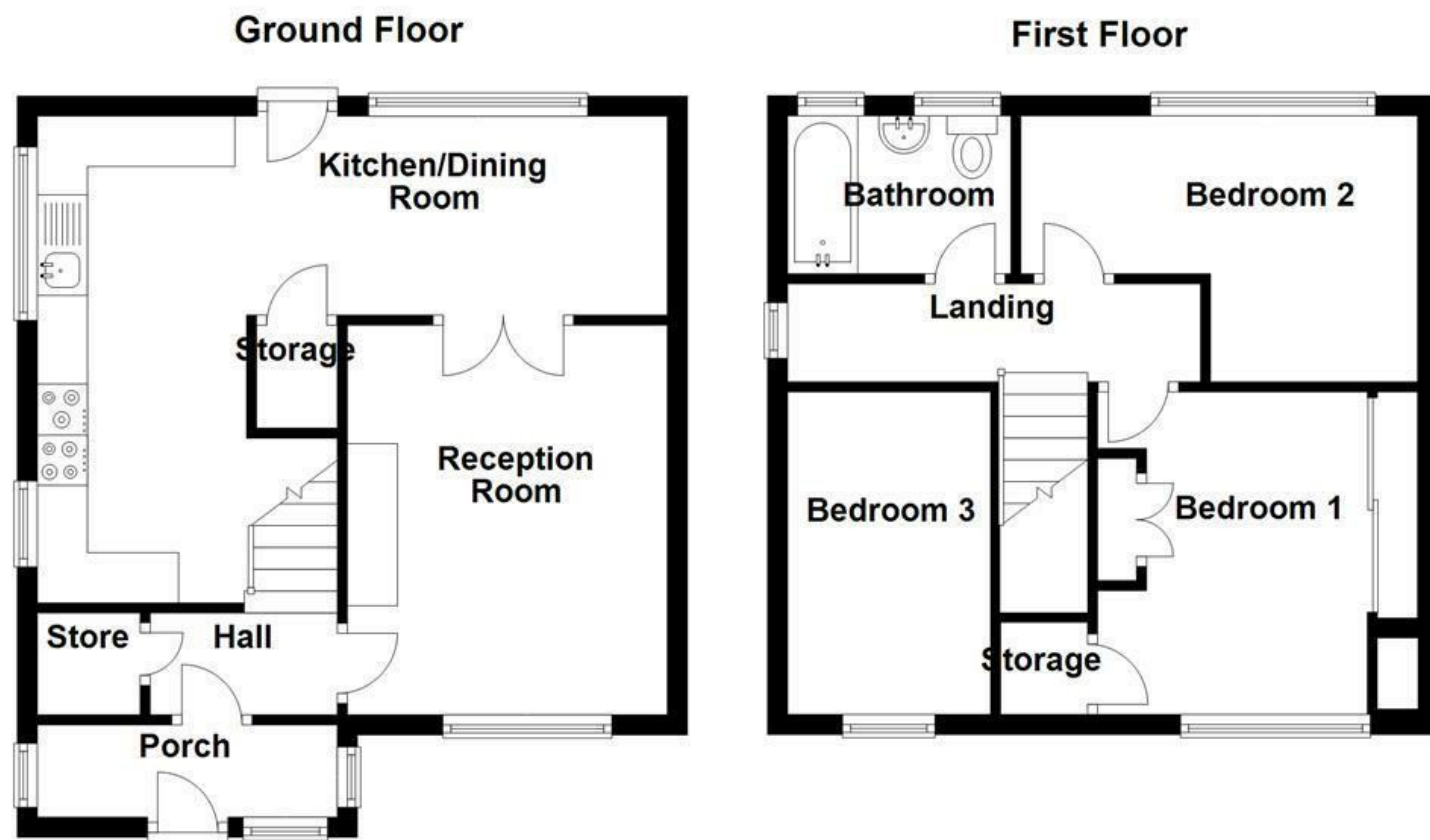 Ground Floor
Kitchen/Dining
Room
Storage
Reception
Room
Store
Hall
Porch
First Floor
Bathroom
Bedroom 2
Landing
Bedroom 3
Bedroom 1
Storage